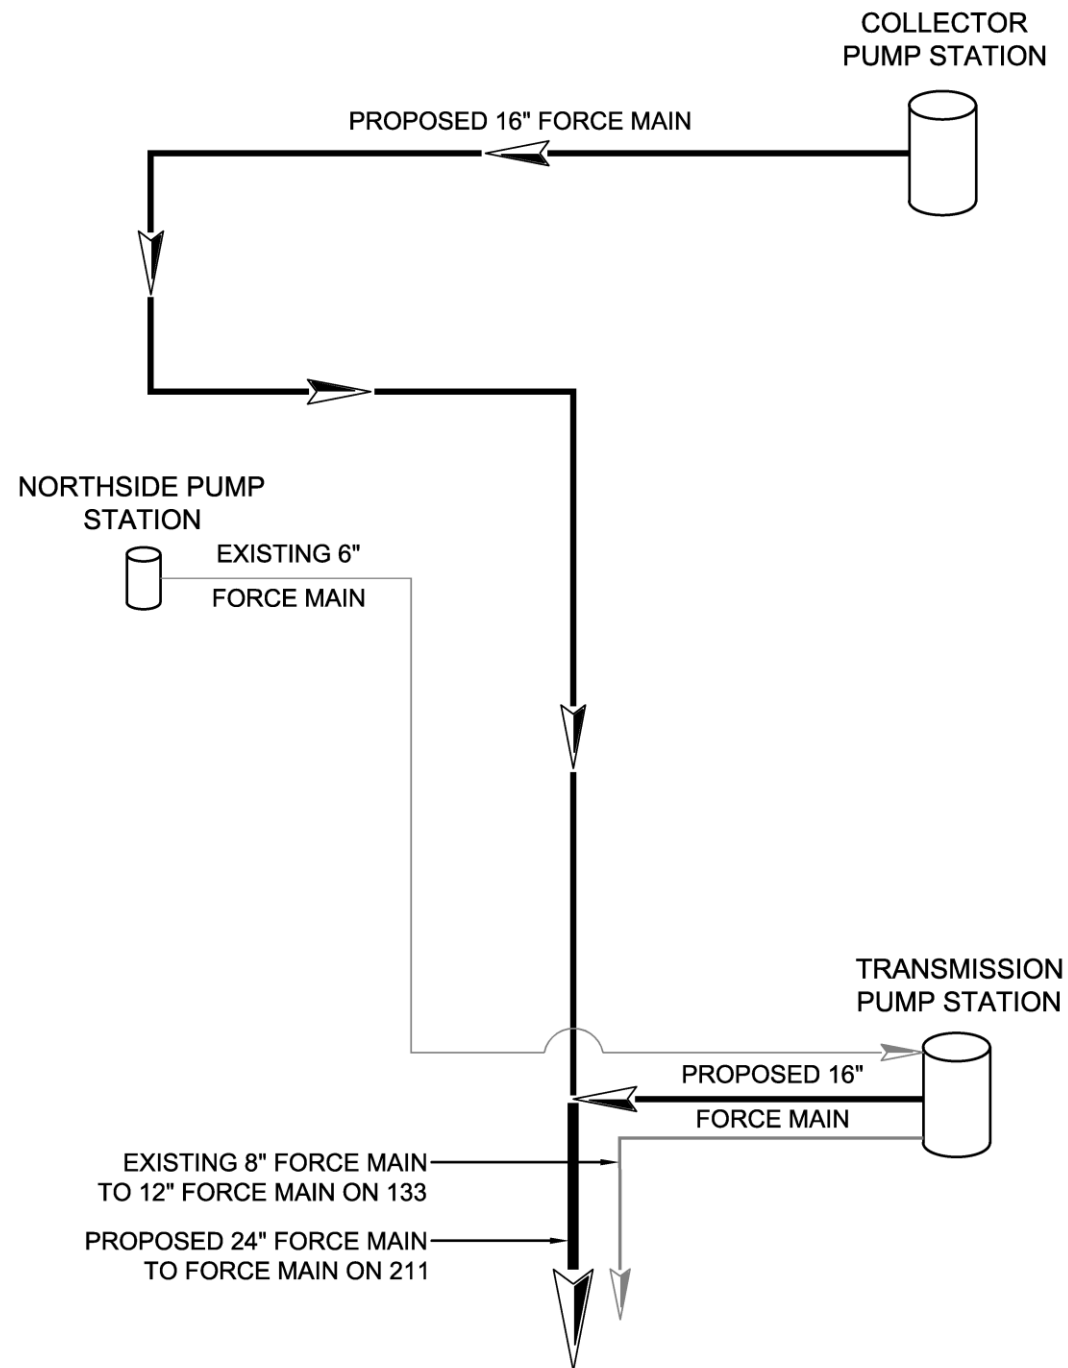 COLLECTOR
PUMP STATION
PROPOSED 16" FORCE MAIN
NORTHSIDE PUMP
STATION
EXISTING 6"
FORCE MAIN
TRANSMISSION
PUMP STATION
PROPOSED 16"
FORCE MAIN
EXISTING 8" FORCE MAIN
TO 12" FORCE MAIN ON 133
PROPOSED 24" FORCE MAIN
TO FORCE MAIN ON 211